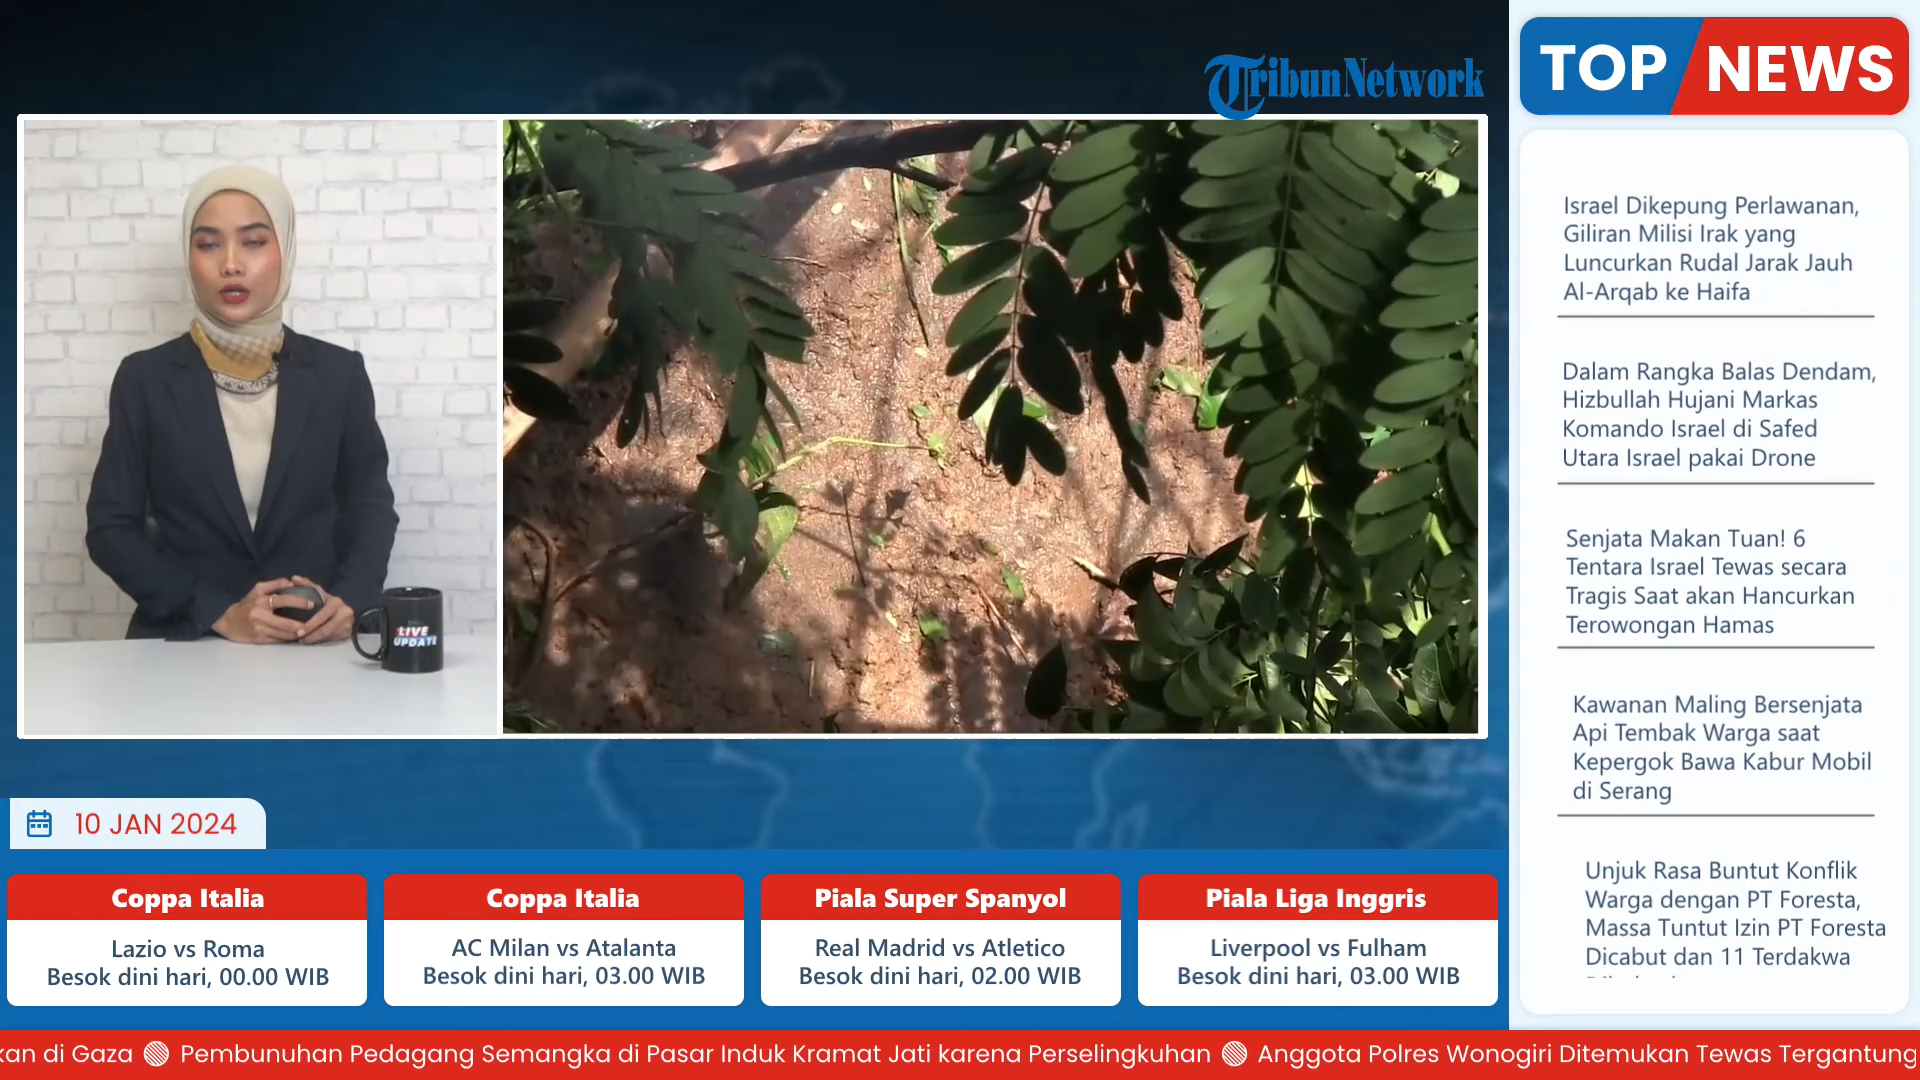 TribunNetwork
TOP NEWS
Israel Dikepung Perlawanan,
Giliran Milisi Irak yang
Luncurkan Rudal Jarak Jauh
Al-Arqab ke Haifa
Dalam Rangka Balas Dendam,
Hizbullah Hujani Markas
Komando Israel di Safed
Utara Israel pakai Drone
Senjata Makan Tuan! 6
Tentara Israel Tewas secara
Tragis Saat akan Hancurkan
Terowongan Hamas
Kawanan Maling Bersenjata
Api Tembak Warga saat
Kepergok Bawa Kabur Mobil
di Serang
Unjuk Rasa Buntut Konflik
Warga dengan PT Foresta,
Massa Tuntut Izin PT Foresta
Dicabut dan 11 Terdakwa
LIVE
UPDATE
10 JAN 2024
Coppa Italia
Lazio vs Roma
Besok dini hari, 00.00 WIB
Coppa Italia
AC Milan vs Atalanta
Besok dini hari, 03.00 WIB
Piala Super Spanyol
Real Madrid vs Atletico
Besok dini hari, 02.00 WIB
Piala Liga Inggris
Liverpool vs Fulham
Besok dini hari, 03.00 WIB
kan di Gaza Pembunuhan Pedagang Semangka di Pasar Induk Kramat Jati karena Perselingkuhan Anggota Polres Wonogiri Ditemukan Tewas Tergantung